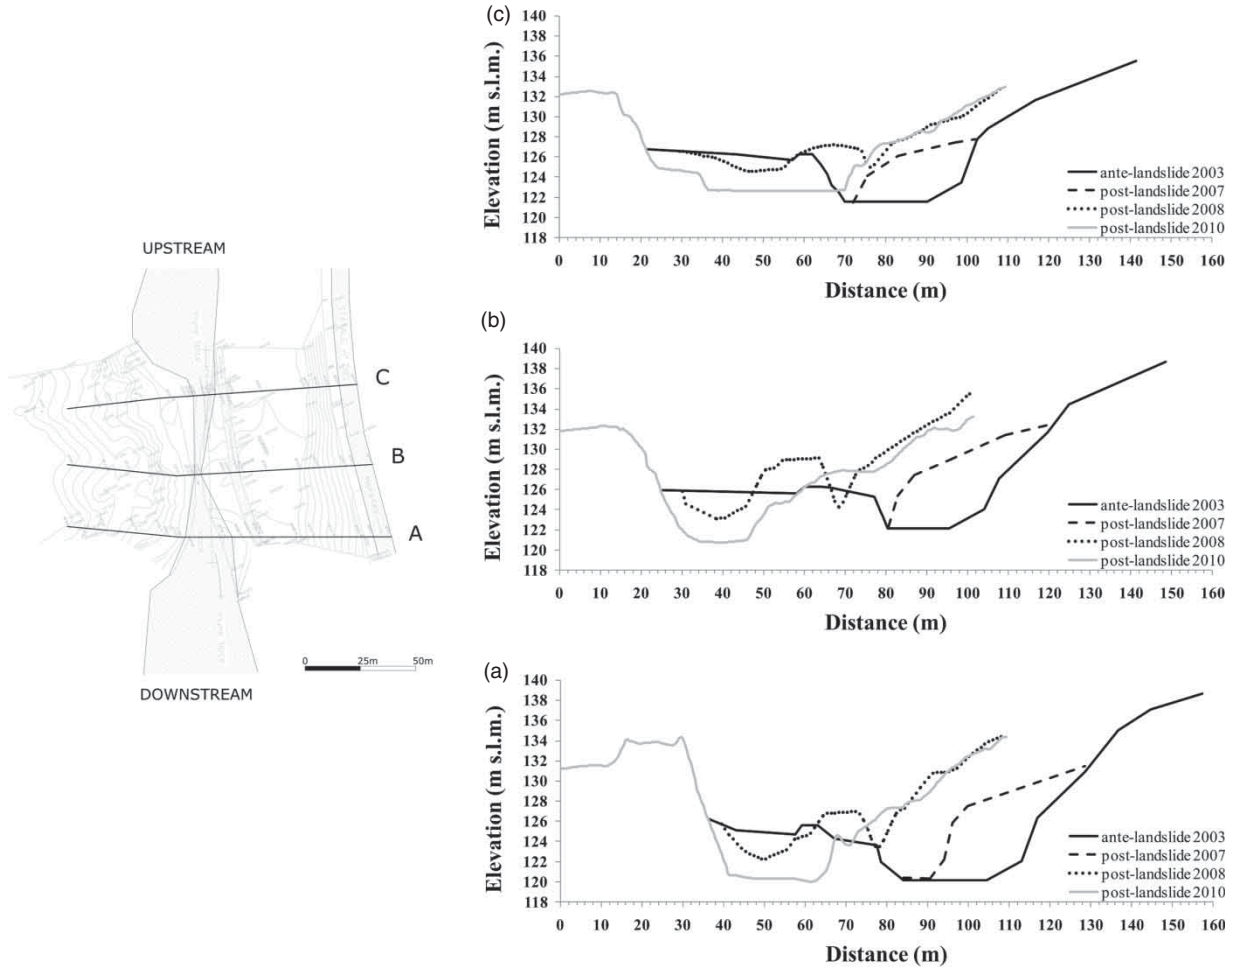 UPSTREAM
C
B
A
0 25m 50m
DOWNSTREAM
(c)
Elevation (m s.l.m.)
140
138
136
134
132
130
128
126
124
122
120
118
ante-landslide 2003
post-landslide 2007
post-landslide 2008
post-landslide 2010
0 10 20 30 40 50 60 70 80 90 100 110 120 130 140 150 160
Distance (m)
(b)
Elevation (m s.l.m.)
140
138
136
134
132
130
128
126
124
122
120
118
ante-landslide 2003
post-landslide 2007
post-landslide 2008
post-landslide 2010
0 10 20 30 40 50 60 70 80 90 100 110 120 130 140 150 160
Distance (m)
(a)
Elevation (m s.l.m.)
140
138
136
134
132
130
128
126
124
122
120
118
ante-landslide 2003
post-landslide 2007
post-landslide 2008
post-landslide 2010
0 10 20 30 40 50 60 70 80 90 100 110 120 130 140 150 160
Distance (m)